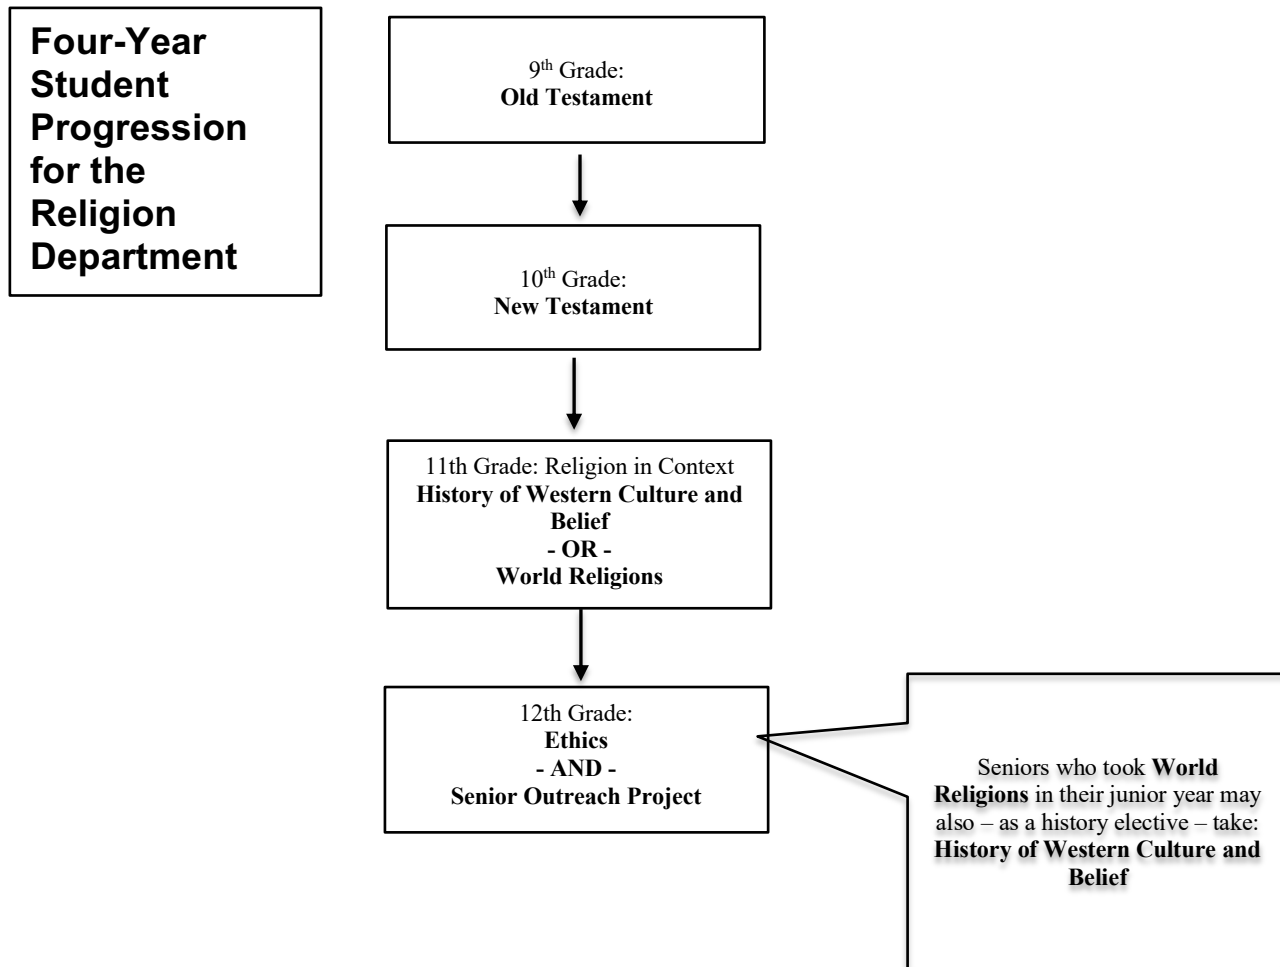 Four-Year
Student
Progression
for the
Religion
Department
9th Grade:
Old Testament
10th Grade:
New Testament
11th Grade: Religion in Context
History of Western Culture and
Belief
- OR -
World Religions
12th Grade:
Ethics
- AND -
Senior Outreach Project
Seniors who took World
Religions in their junior year may
also – as a history elective – take:
History of Western Culture and
Belief